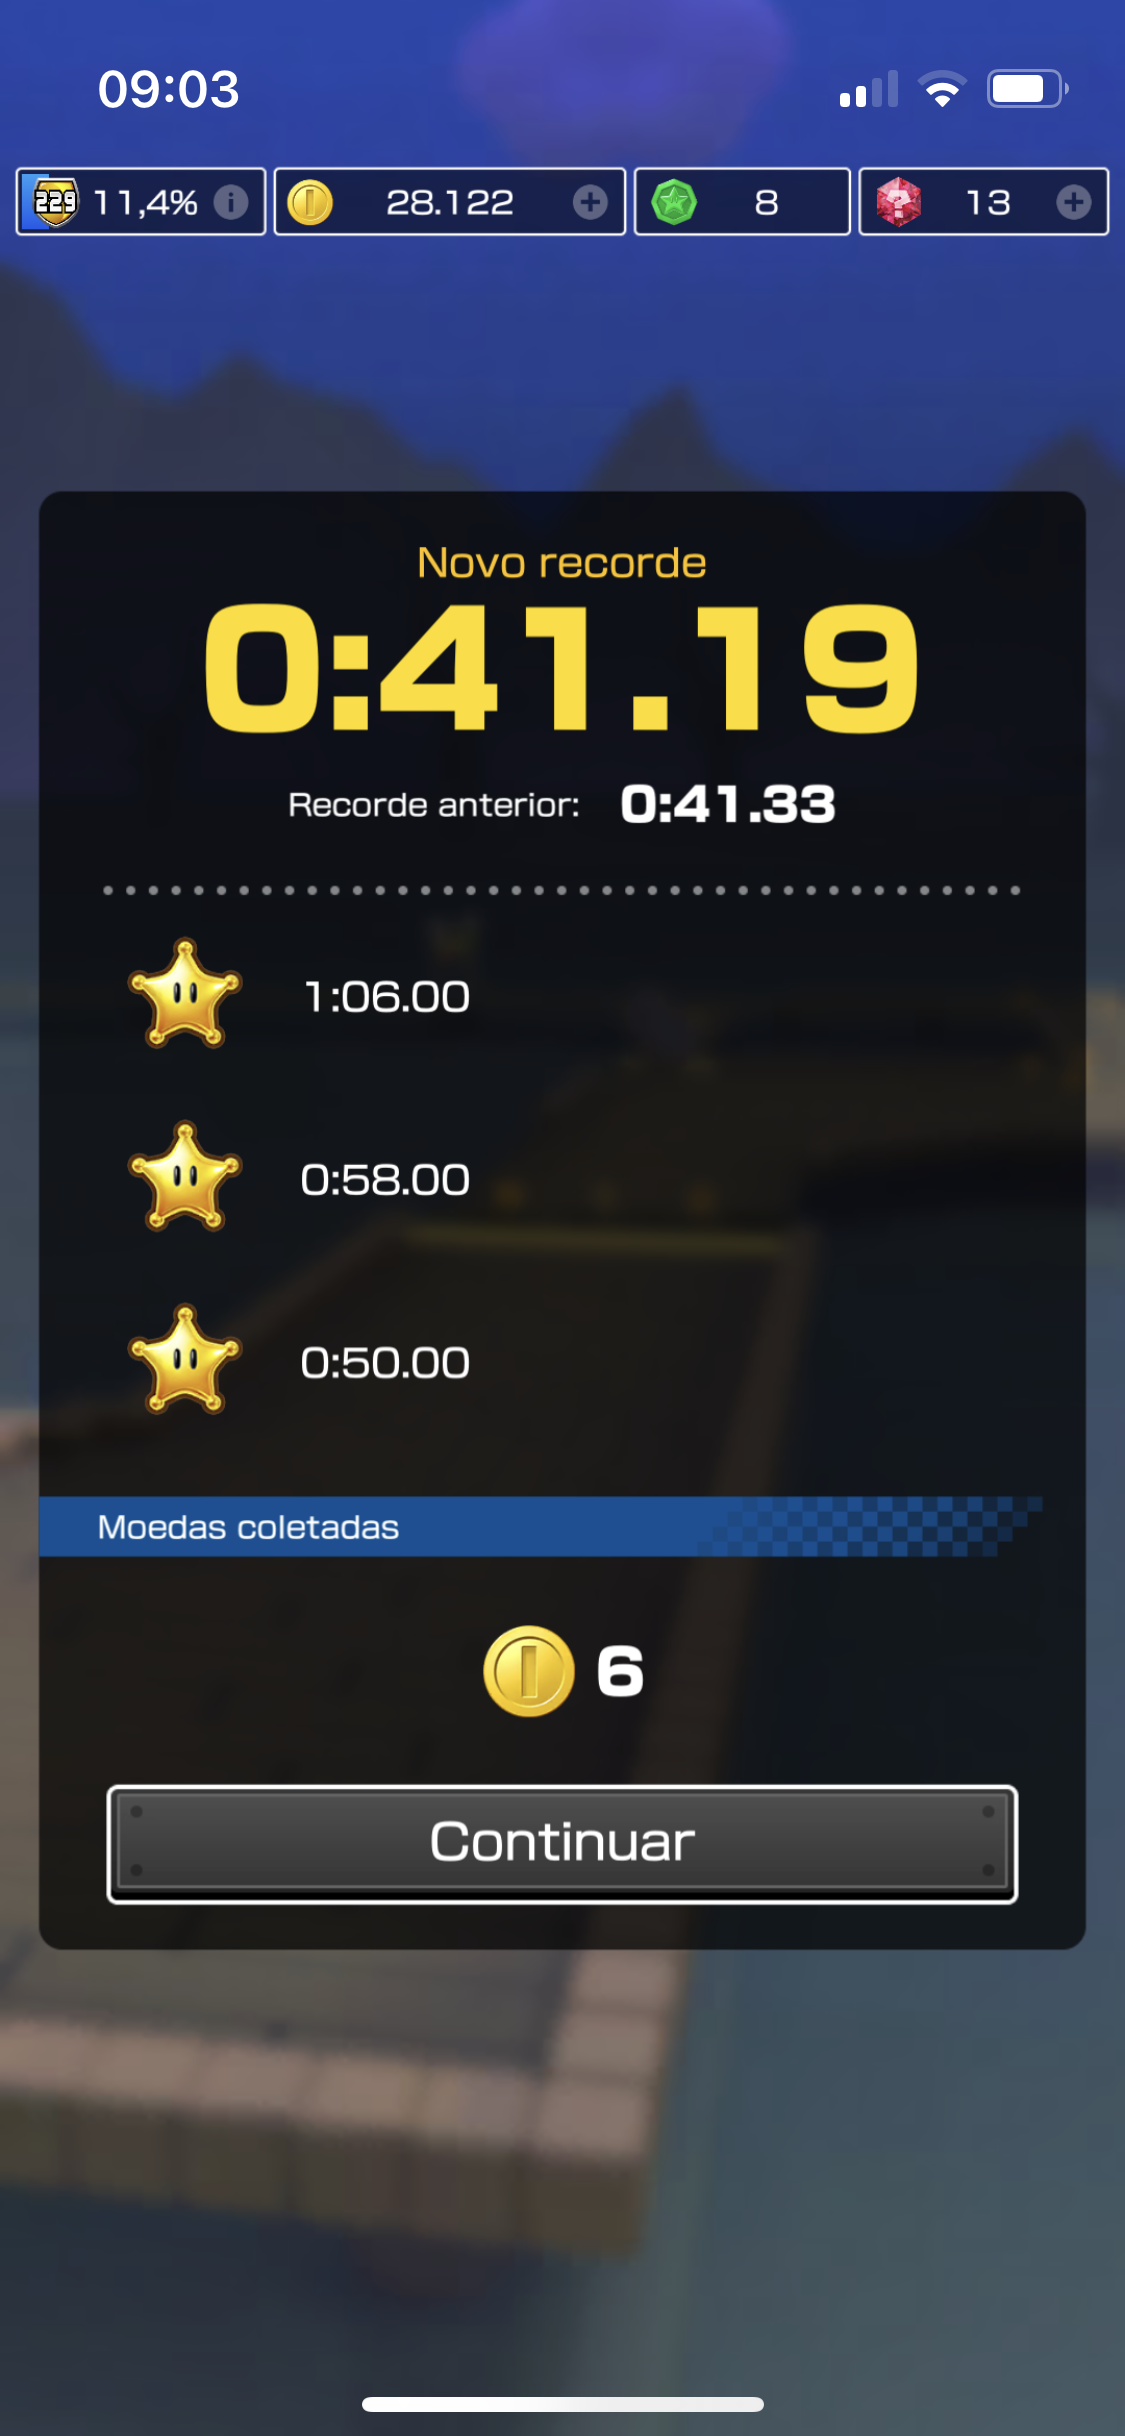 09:03
229 11,4% i 28.122 + 8 ? 13 +
Novo recorde
0:41.19
Recorde anterior: 0:41.33
1:06.00
0:58.00
0:50.00
Moedas coletadas
6
Continuar